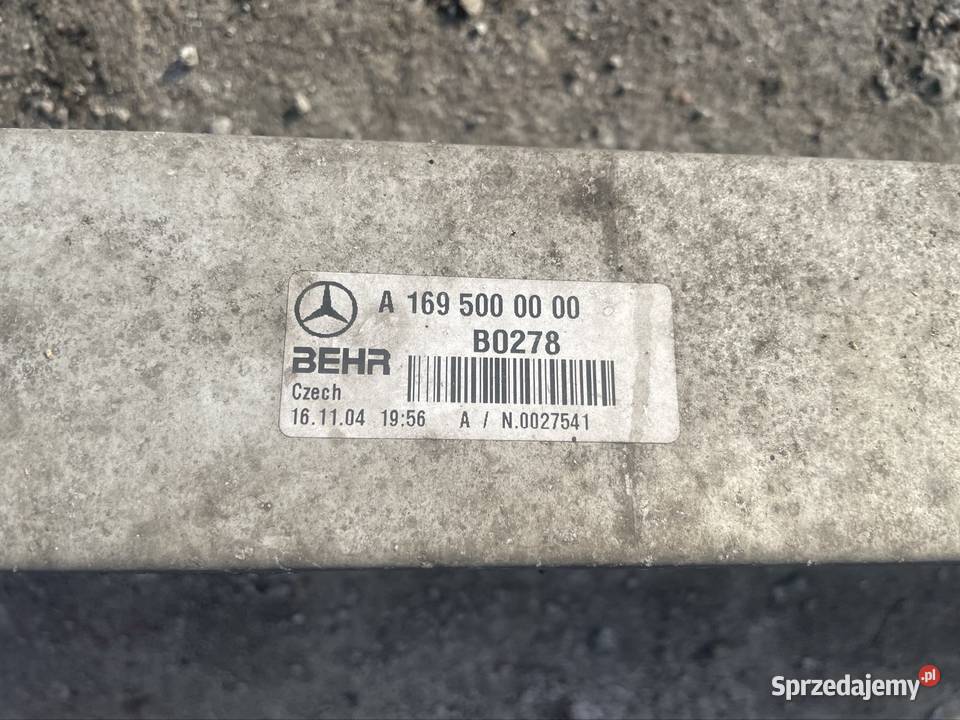 A 169 500 00 00
B0278
BEHR
Czech
16.11.04 19:56 A / N.0027541
Sprzedajemy.pl